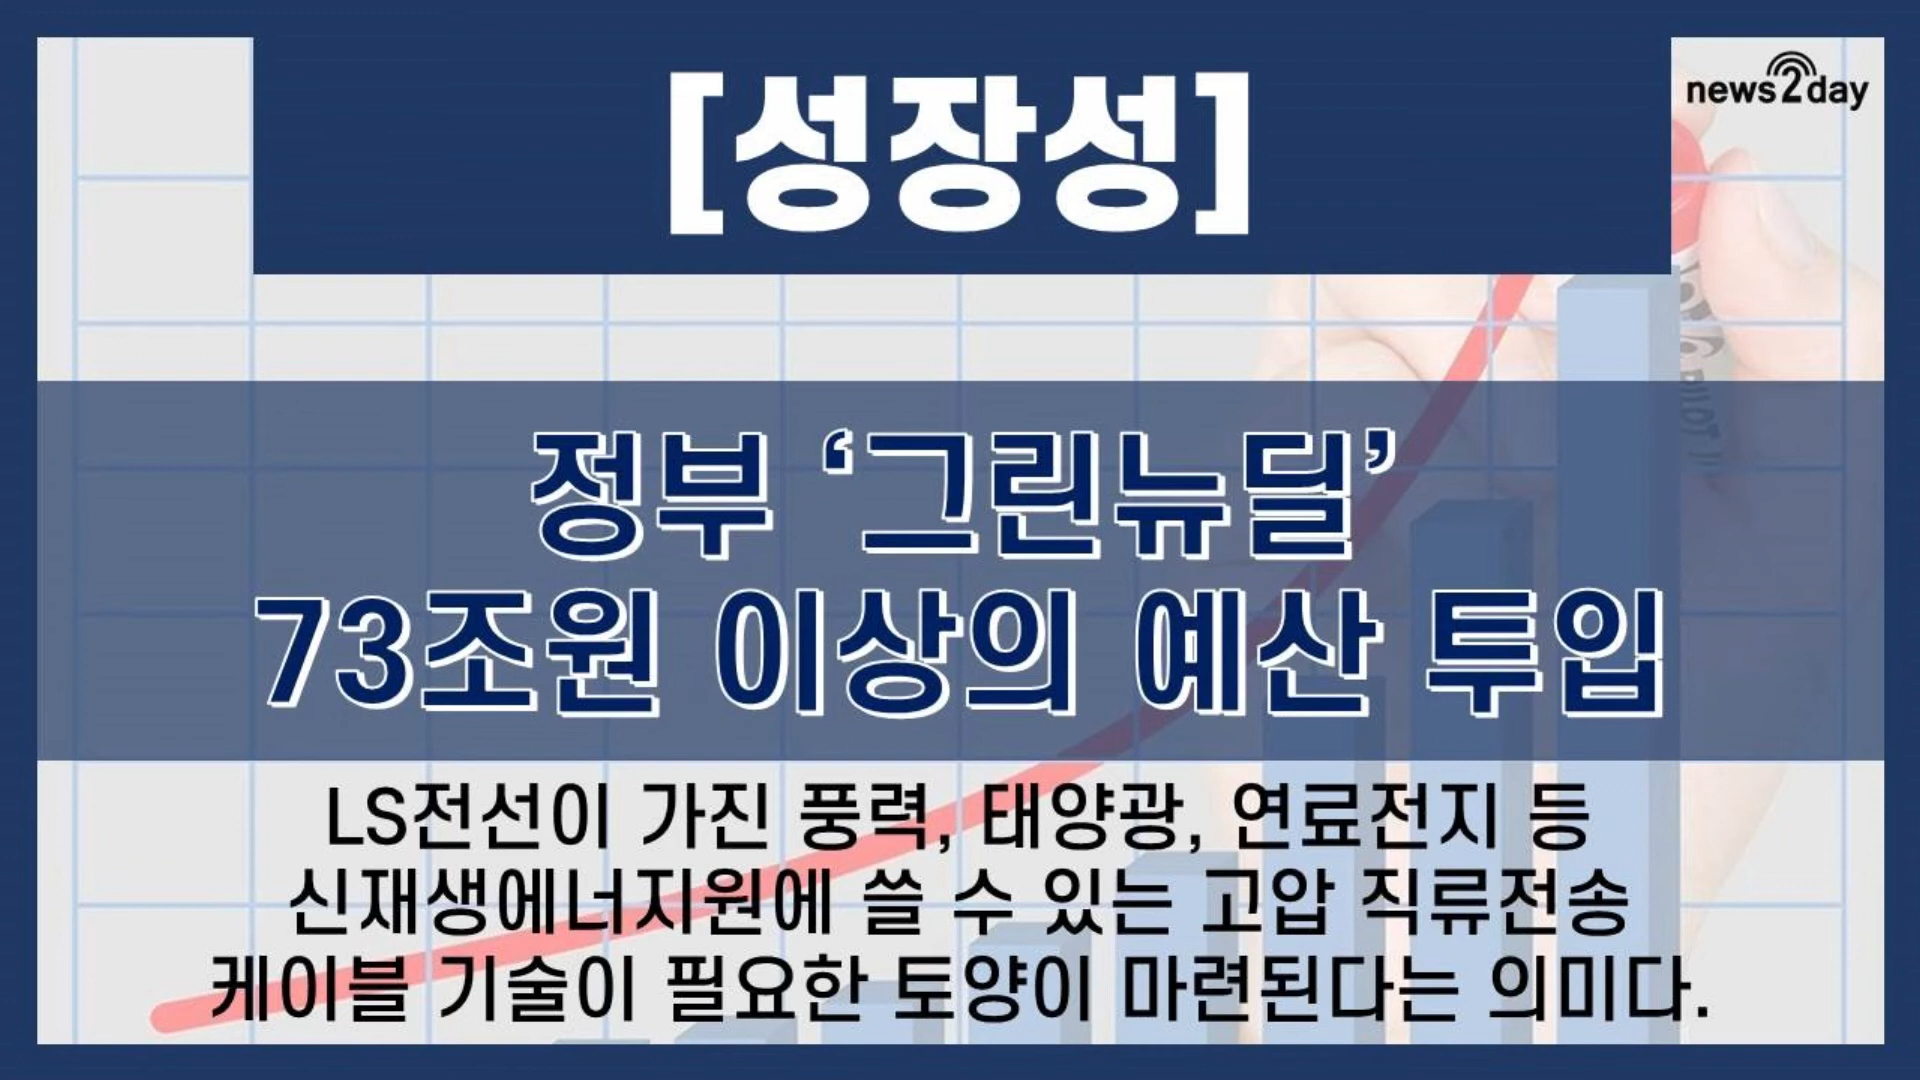 [성장성]
news2day
정부 ‘그린뉴딜’
73조원 이상의 예산 투입
LS전선이 가진 풍력, 태양광, 연료전지 등
신재생에너지원에 쓸 수 있는 고압 직류전송
케이블 기술이 필요한 토양이 마련된다는 의미다.